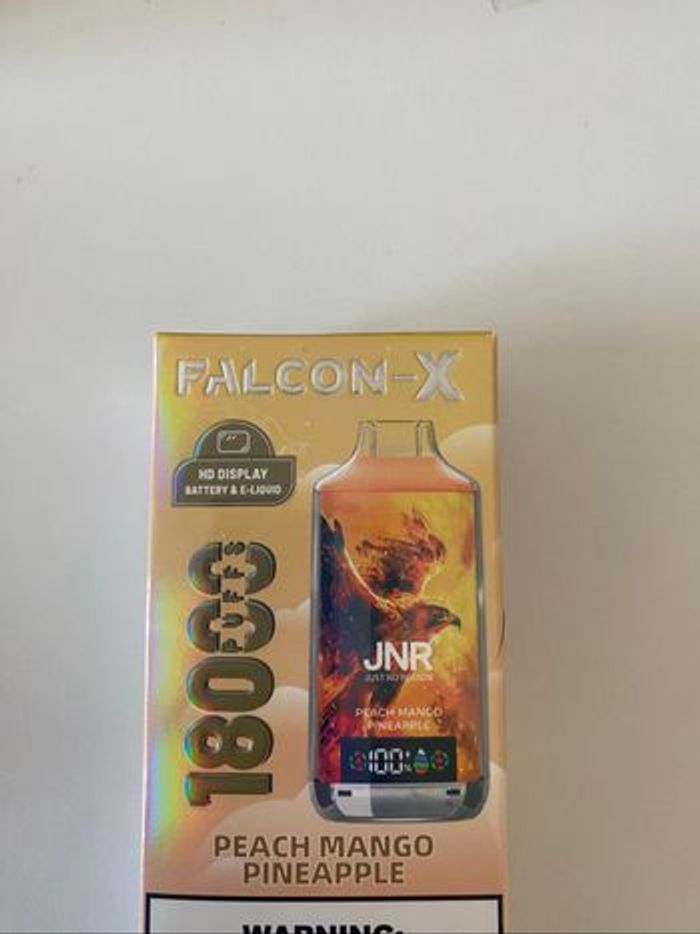 FALCON-X
HD DISPLAY
BATTERY & E-LIQUID
18000
PUFFS
JNR
JUST NO REASON
PEACH MANGO
PINEAPPLE
100%
PEACH MANGO
PINEAPPLE
WARNING: